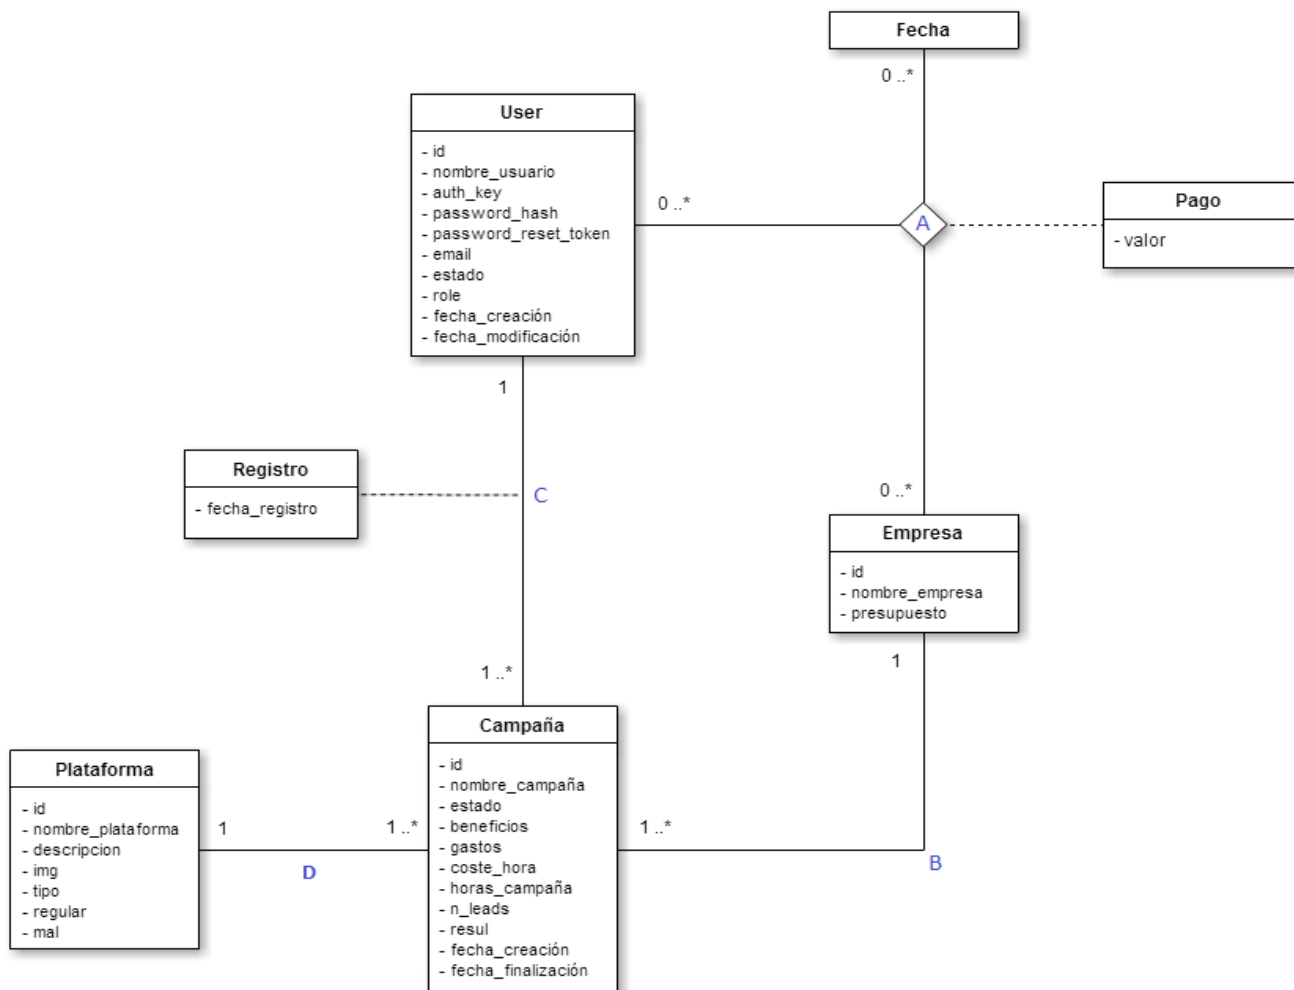 Fecha
0 ..*
User
- id
- nombre_usuario
- auth_key
- password_hash
- password_reset_token
- email
- estado
- role
- fecha_creación
- fecha_modificación
0 ..*
A
Pago
- valor
1
Registro
- fecha_registro
C
0 ..*
Empresa
- id
- nombre_empresa
- presupuesto
1
1 ..*
Campaña
- id
- nombre_campaña
- estado
- beneficios
- gastos
- coste_hora
- horas_campaña
- n_leads
- resul
- fecha_creación
- fecha_finalización
Plataforma
- id
- nombre_plataforma
- descripcion
- img
- tipo
- regular
- mal
1
1 ..*
D
1 ..*
B